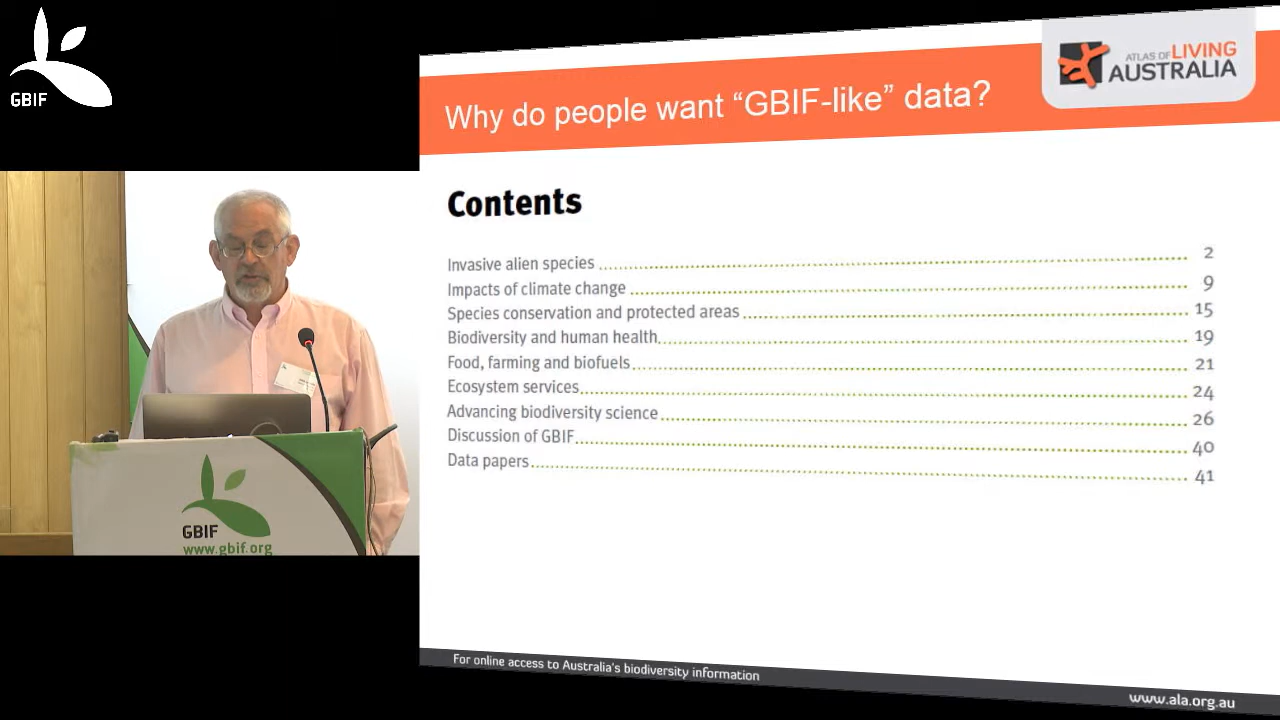 GBIF
ATLAS OF LIVING
AUSTRALIA
Why do people want “GBIF-like” data?
Contents
Invasive alien species 2
Impacts of climate change 9
Species conservation and protected areas 15
Biodiversity and human health 19
Food, farming and biofuels 21
Ecosystem services 24
Advancing biodiversity science 26
Discussion of GBIF 40
Data papers 41
GBIF
www.gbif.org
For online access to Australia's biodiversity information
www.ala.org.au